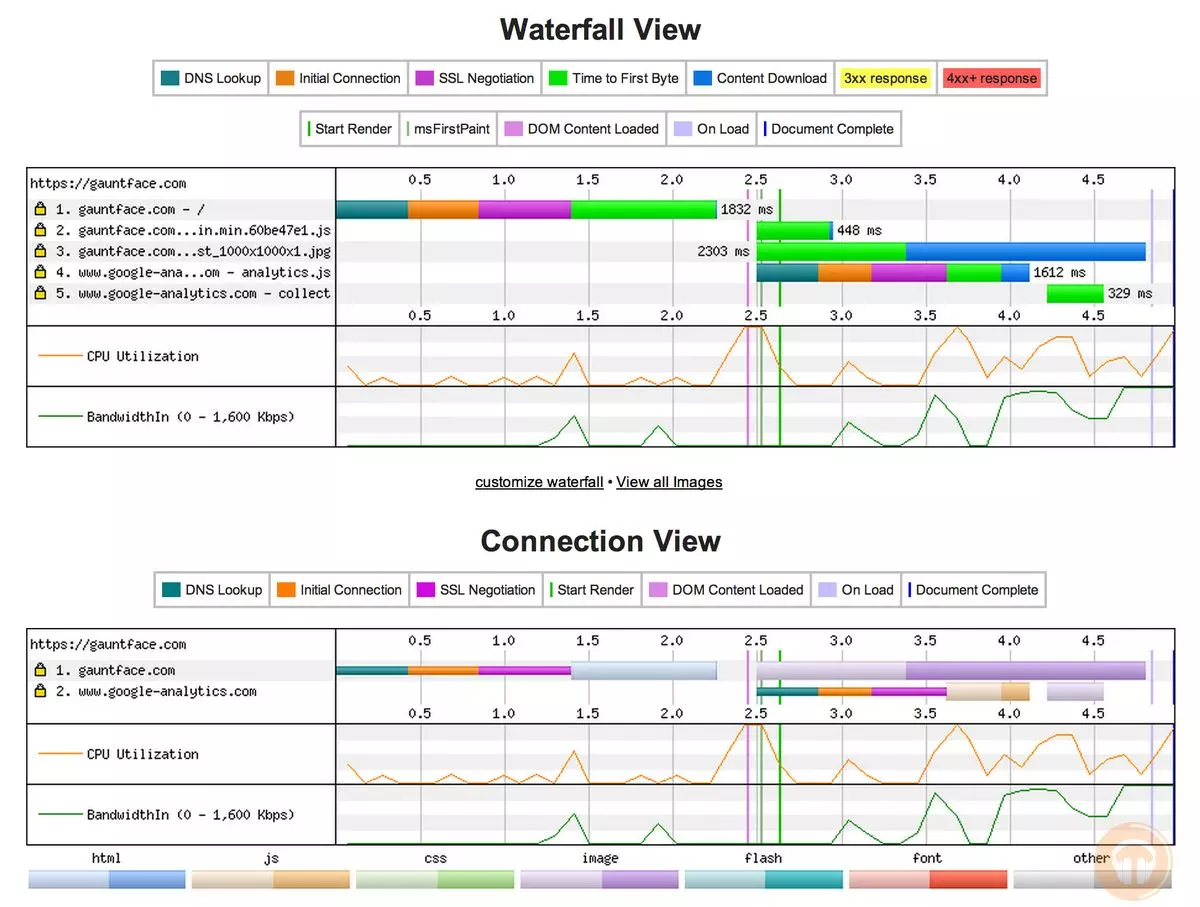 Waterfall View
DNS Lookup Initial Connection SSL Negotiation Time to First Byte Content Download 3xx response 4xx+ response
Start Render msFirstPaint DOM Content Loaded On Load Document Complete
https://gauntface.com 0.5 1.0 1.5 2.0 2.5 3.0 3.5 4.0 4.5
1. gauntface.com - / 1832 ms
2. gauntface.com...in.min.60be47e1.js 448 ms
3. gauntface.com...st_1000x1000x1.jpg 2303 ms
4. www.google-ana...om - analytics.js 1612 ms
5. www.google-analytics.com - collect 329 ms
0.5 1.0 1.5 2.0 2.5 3.0 3.5 4.0 4.5
CPU Utilization
BandwidthIn (0 - 1,600 Kbps)
customize waterfall • View all Images
Connection View
DNS Lookup Initial Connection SSL Negotiation Start Render DOM Content Loaded On Load Document Complete
https://gauntface.com 0.5 1.0 1.5 2.0 2.5 3.0 3.5 4.0 4.5
1. gauntface.com
2. www.google-analytics.com
0.5 1.0 1.5 2.0 2.5 3.0 3.5 4.0 4.5
CPU Utilization
BandwidthIn (0 - 1,600 Kbps)
html js css image flash font other